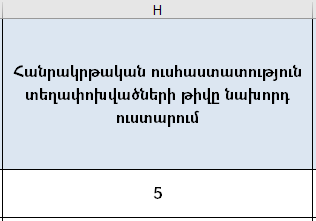 H
Հանրակրթական ուսհաստատություն
տեղափոխվածների թիվը նախորդ
ուստարում
5